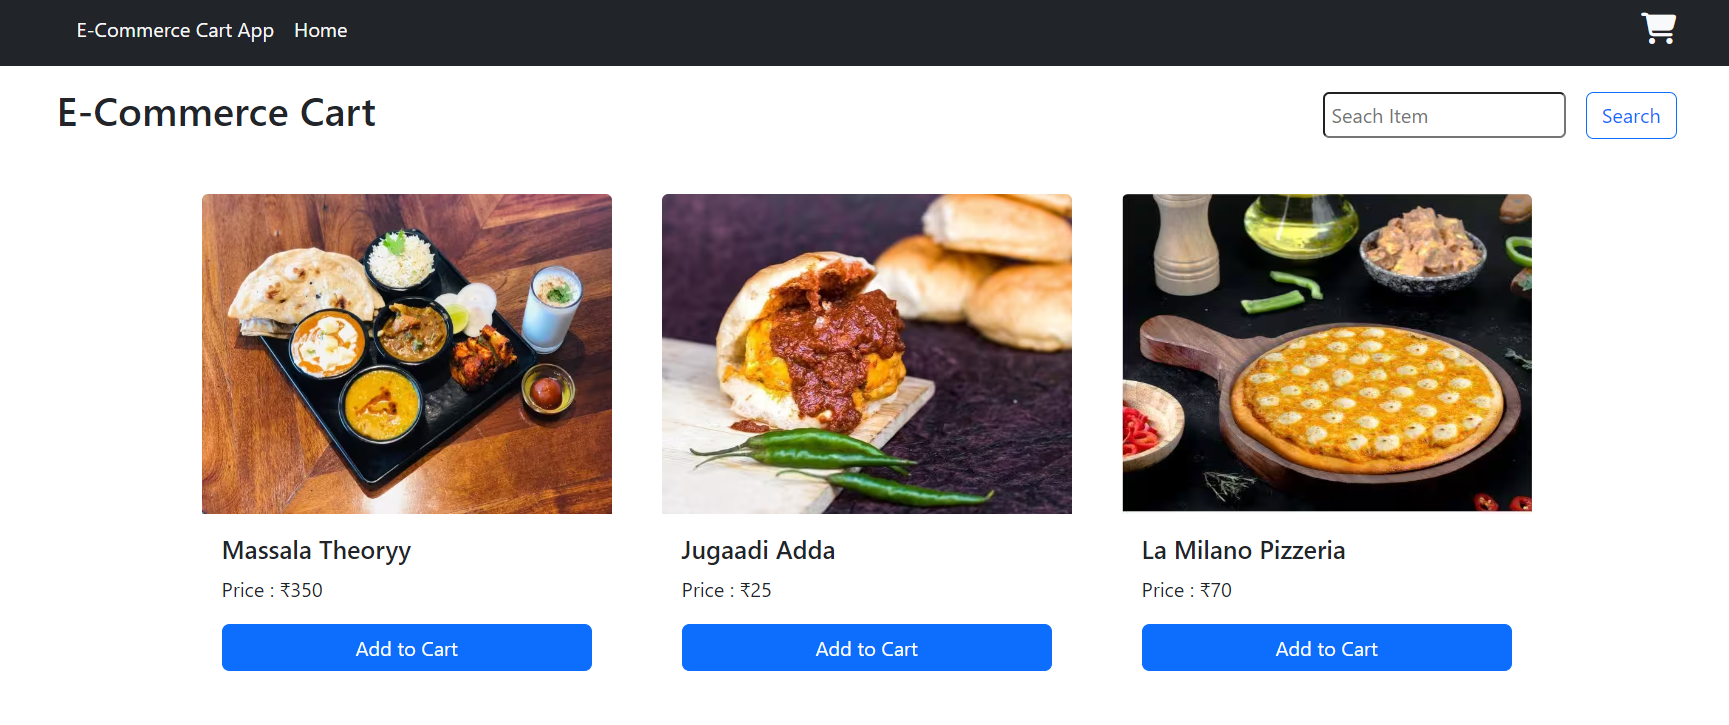 E-Commerce Cart App Home
E-Commerce Cart
Seach Item
Search
Massala Theoryy
Price : ₹350
Add to Cart
Jugaadi Adda
Price : ₹25
Add to Cart
La Milano Pizzeria
Price : ₹70
Add to Cart